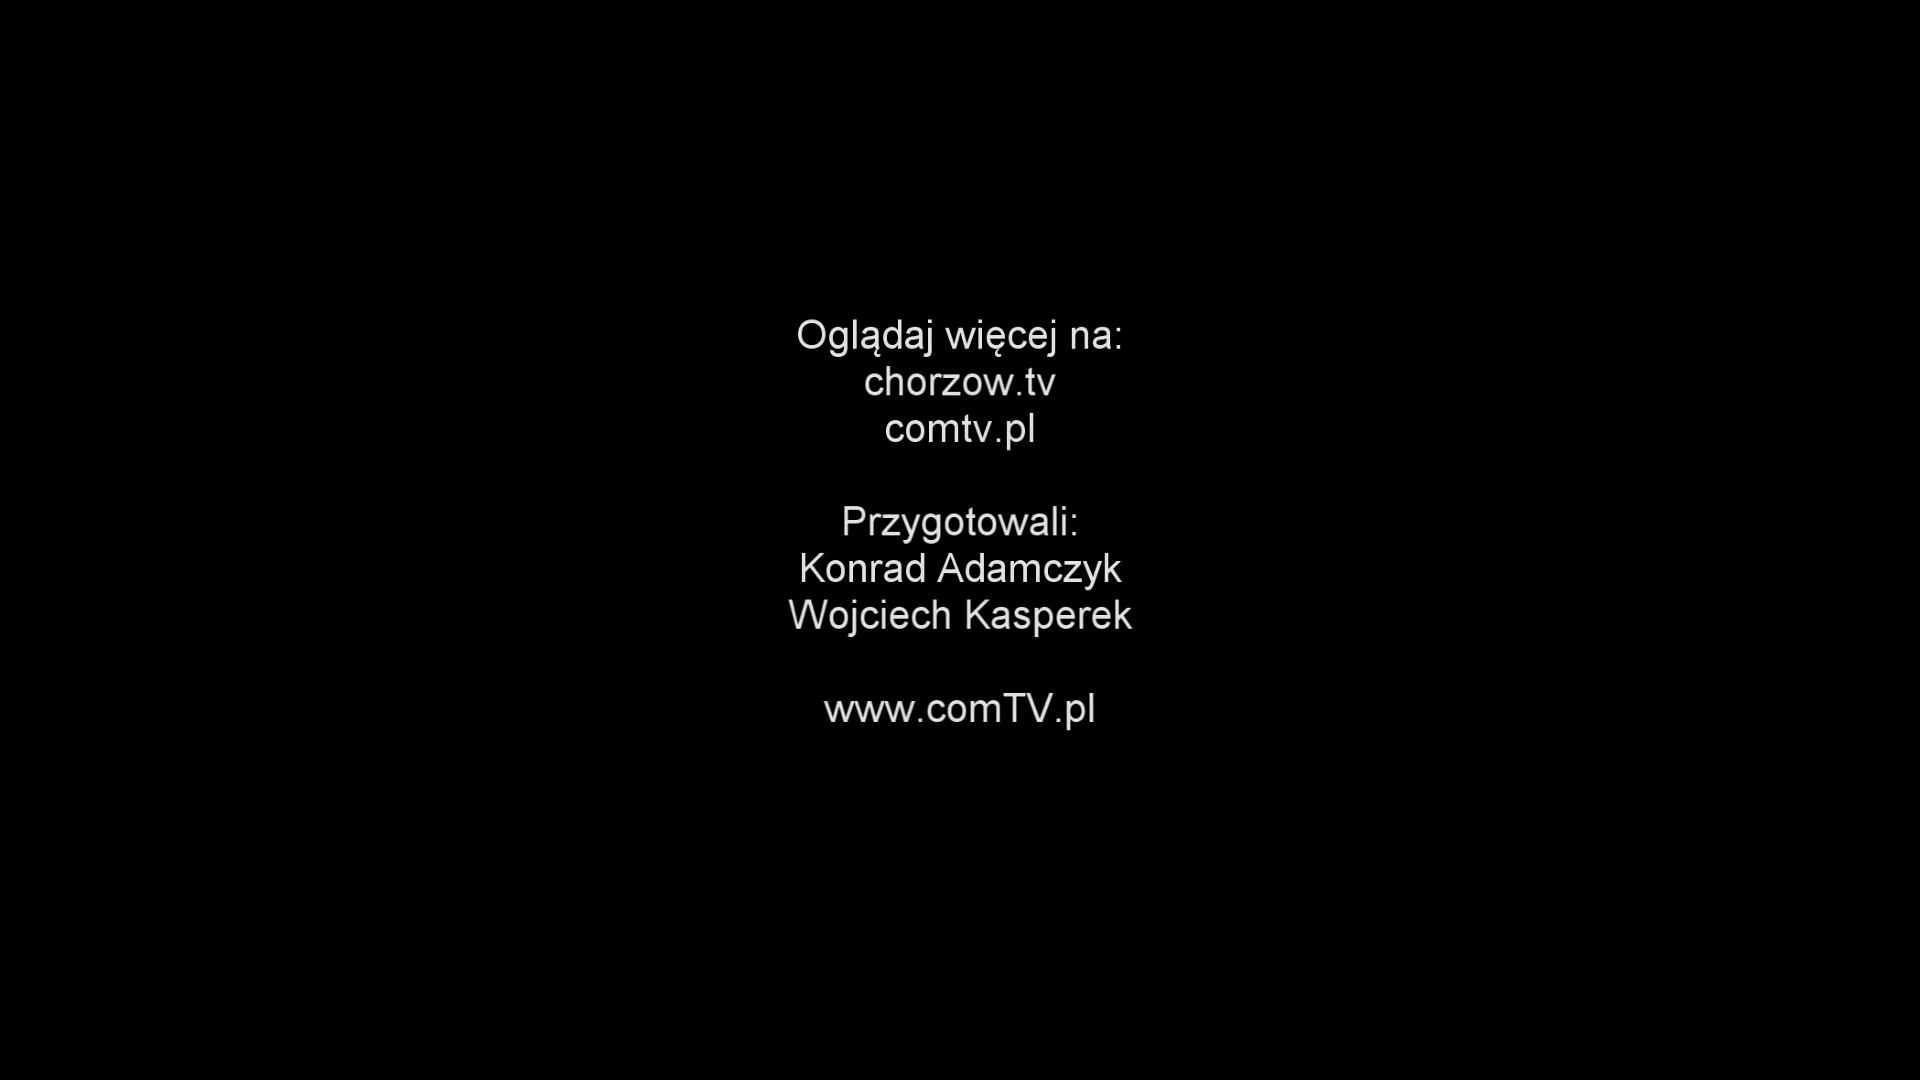 Oglądaj więcej na:
chorzow.tv
comtv.pl
Przygotowali:
Konrad Adamczyk
Wojciech Kasperek
www.comTV.pl